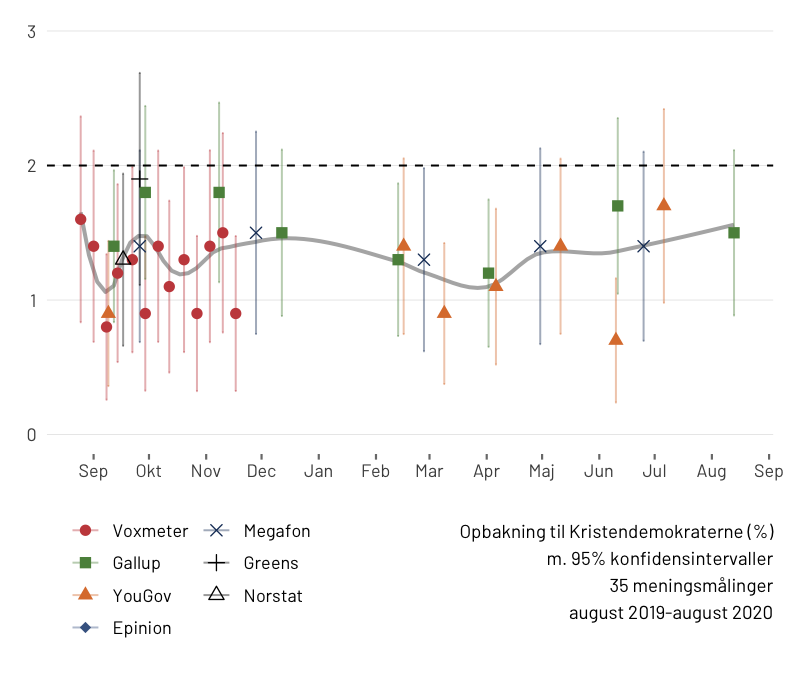 3
2
1
0
Sep Okt Nov Dec Jan Feb Mar Apr Maj Jun Jul Aug Sep
Voxmeter Megafon
Gallup Greens
YouGov Norstat
Epinion
Opbakning til Kristendemokraterne (%)
m. 95% konfidensintervaller
35 meningsmålinger
august 2019-august 2020